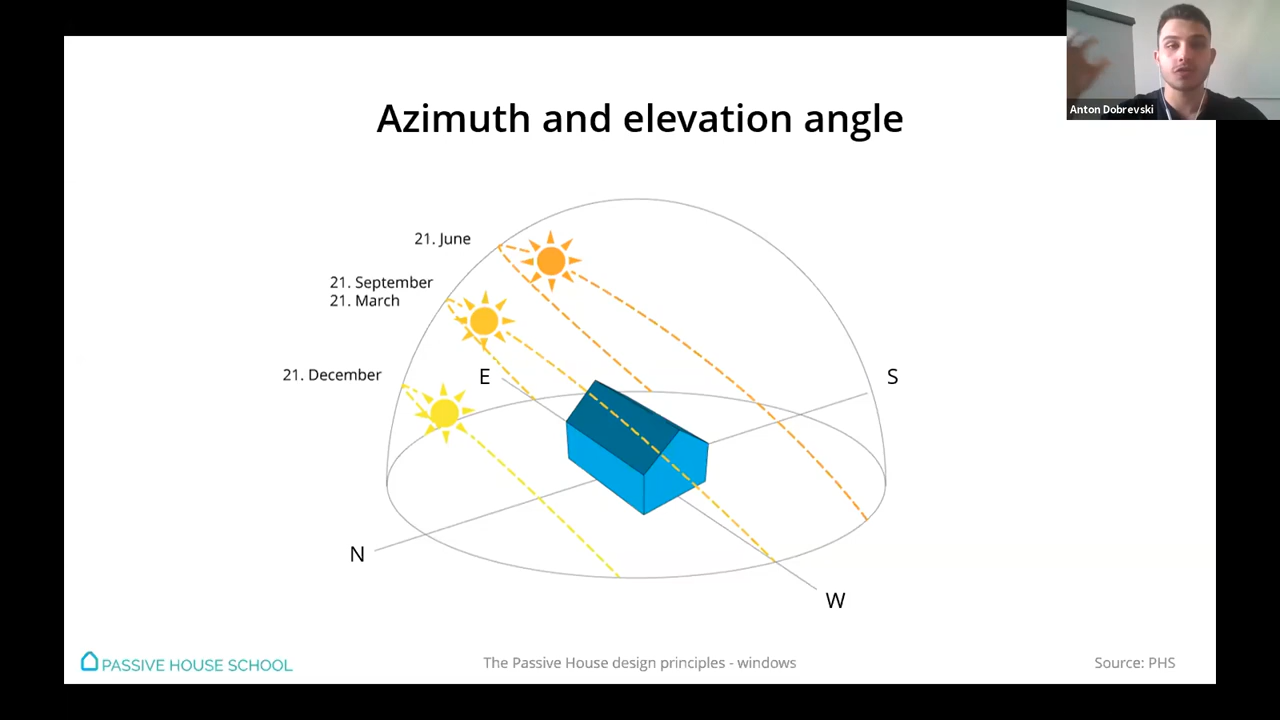 Anton Dobrevski
Azimuth and elevation angle
21. June
21. September
21. March
21. December
E
S
N
W
PASSIVE HOUSE SCHOOL
The Passive House design principles - windows
Source: PHS